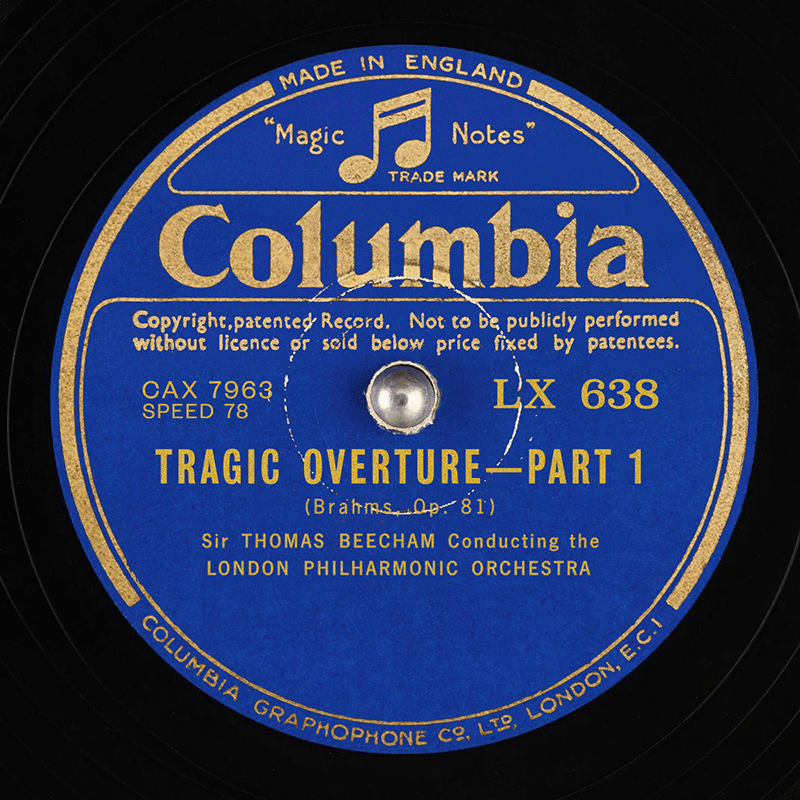 MADE IN ENGLAND
"Magic Notes"
TRADE MARK
Columbia
Copyright, patented Record. Not to be publicly performed
without licence or sold below price fixed by patentees.
CAX 7963
SPEED 78
LX 638
TRAGIC OVERTURE—PART 1
(Brahms, Op. 81)
Sir THOMAS BEECHAM Conducting the
LONDON PHILHARMONIC ORCHESTRA
COLUMBIA GRAPHOPHONE CO. LTD. LONDON, E.C.1